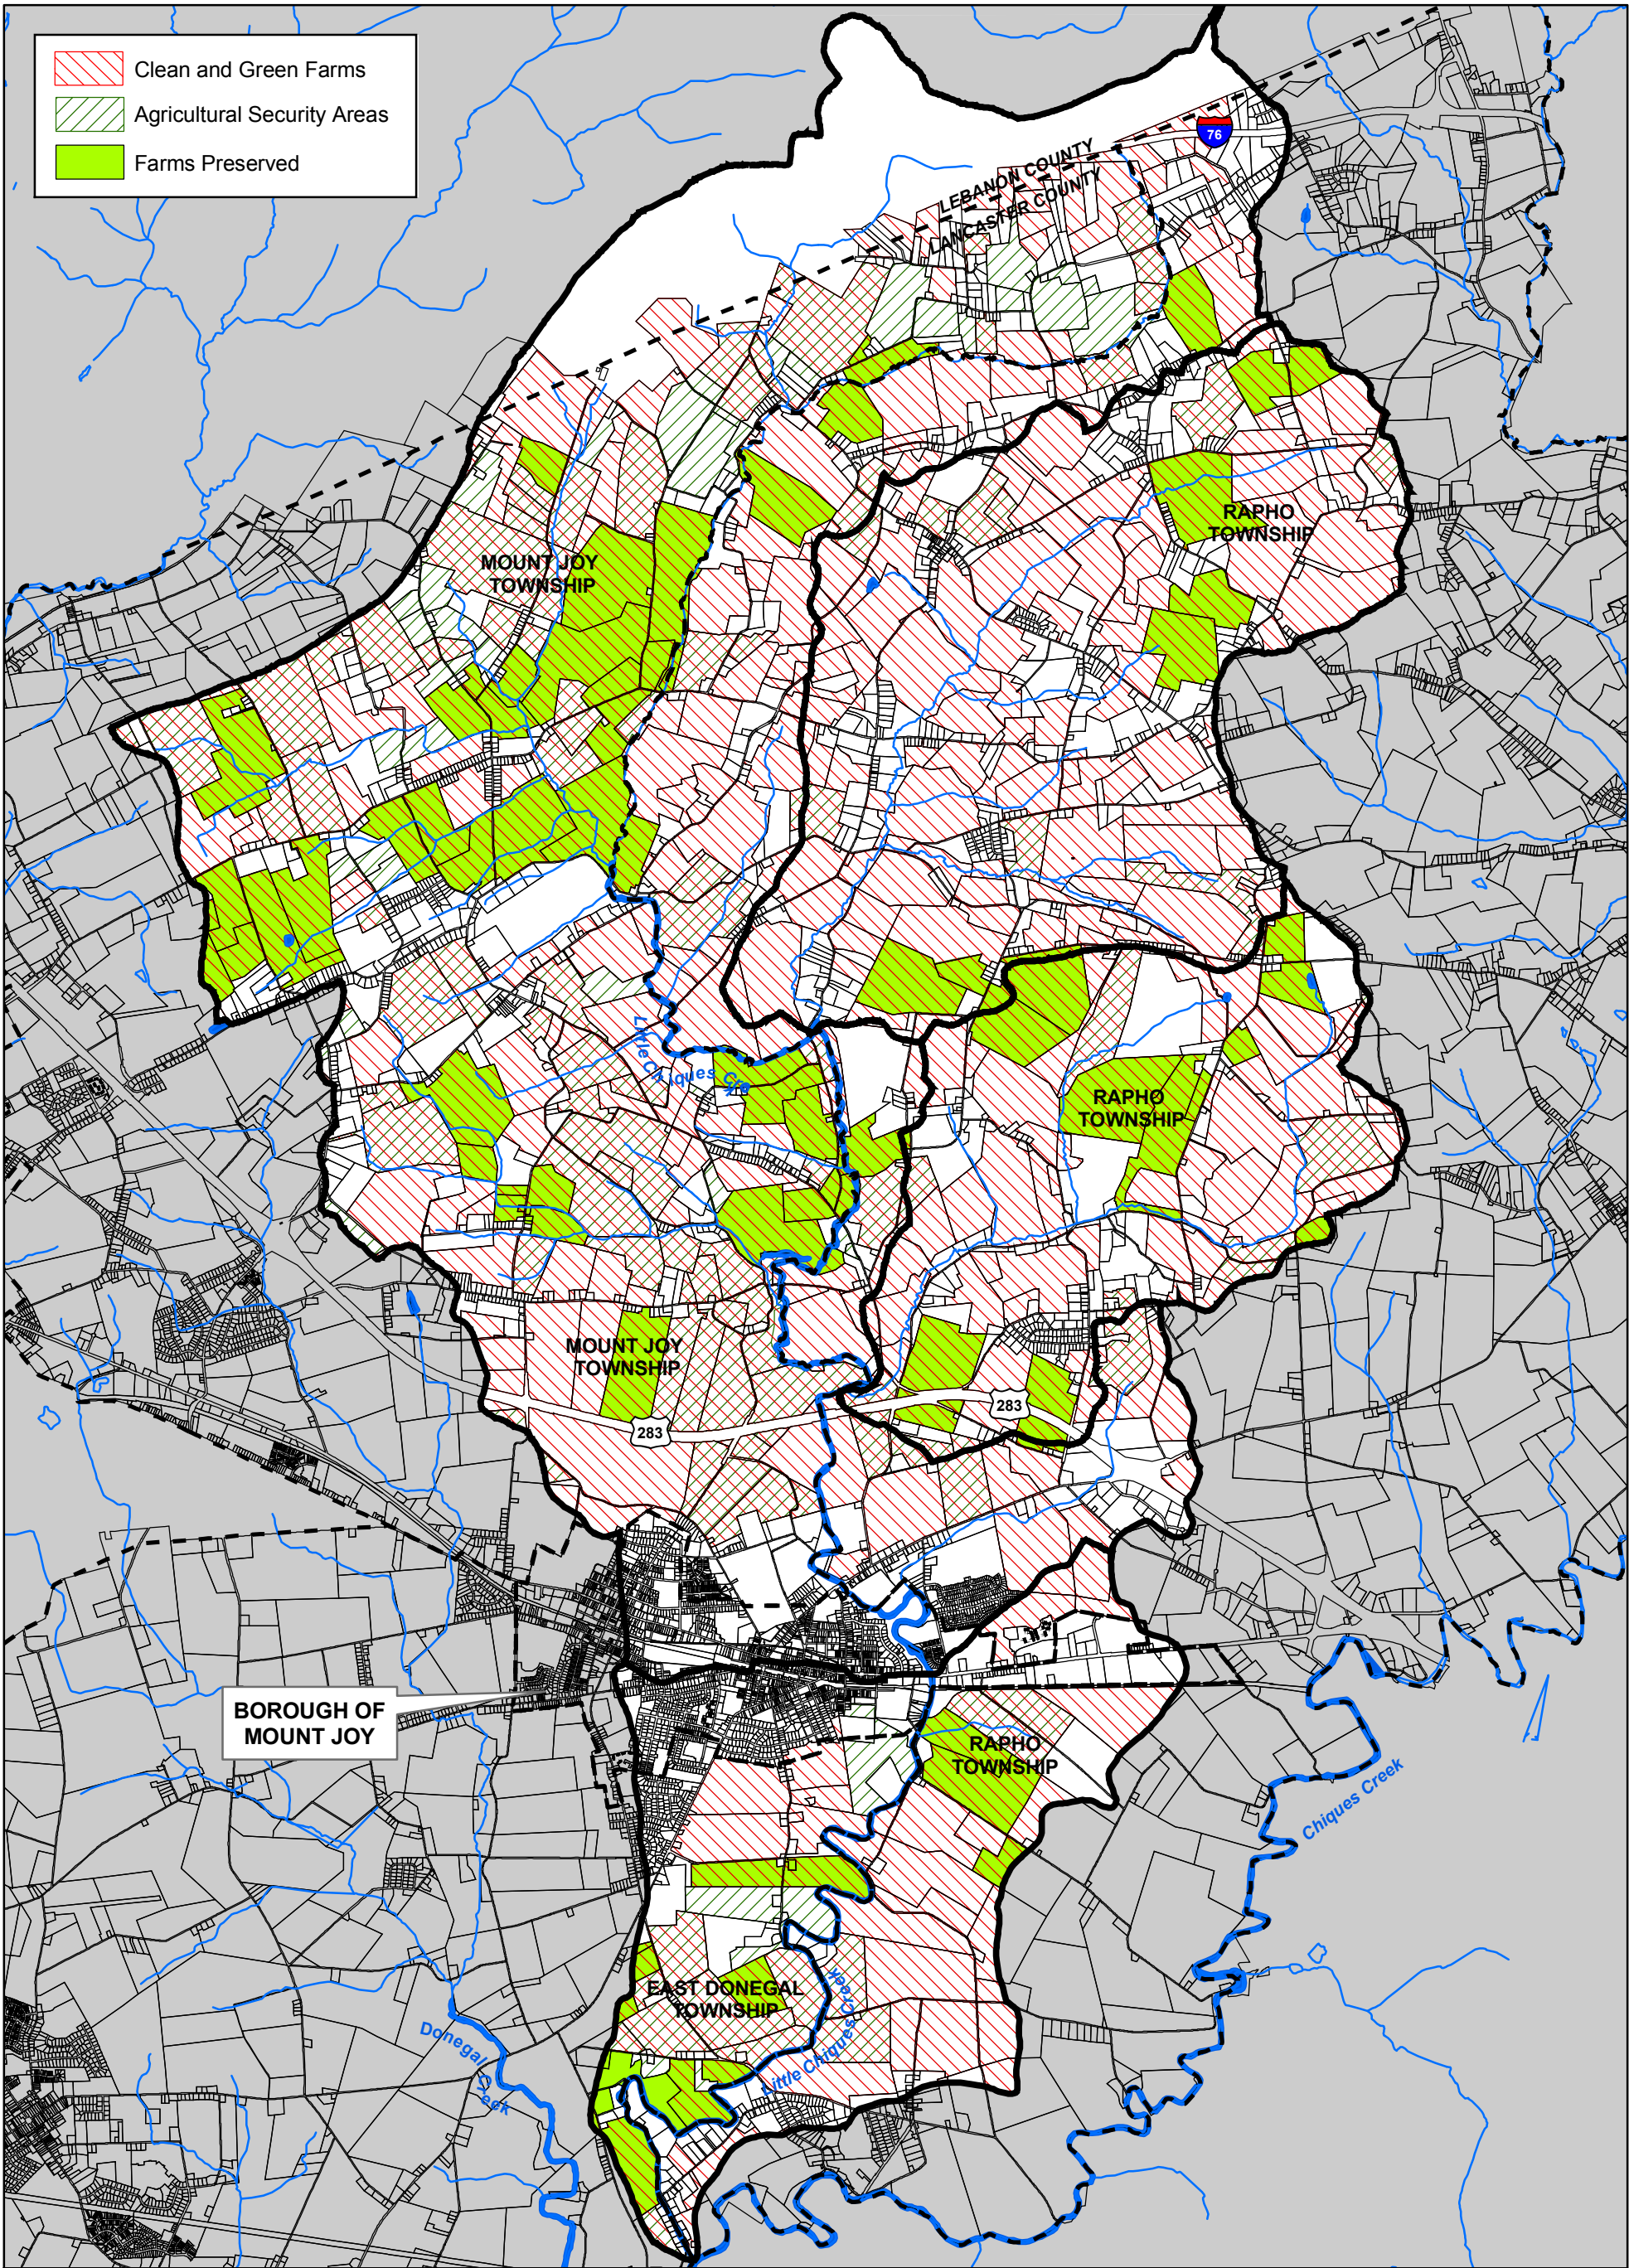 Clean and Green Farms
Agricultural Security Areas
Farms Preserved
76
LEBANON COUNTY
LANCASTER COUNTY
RAPHO
TOWNSHIP
MOUNT JOY
TOWNSHIP
Little Chiques Cre
RAPHO
TOWNSHIP
MOUNT JOY
TOWNSHIP
283
283
BOROUGH OF
MOUNT JOY
RAPHO
TOWNSHIP
Chiques Creek
EAST DONEGAL
TOWNSHIP
Little Chiques Creek
Donegal
Creek